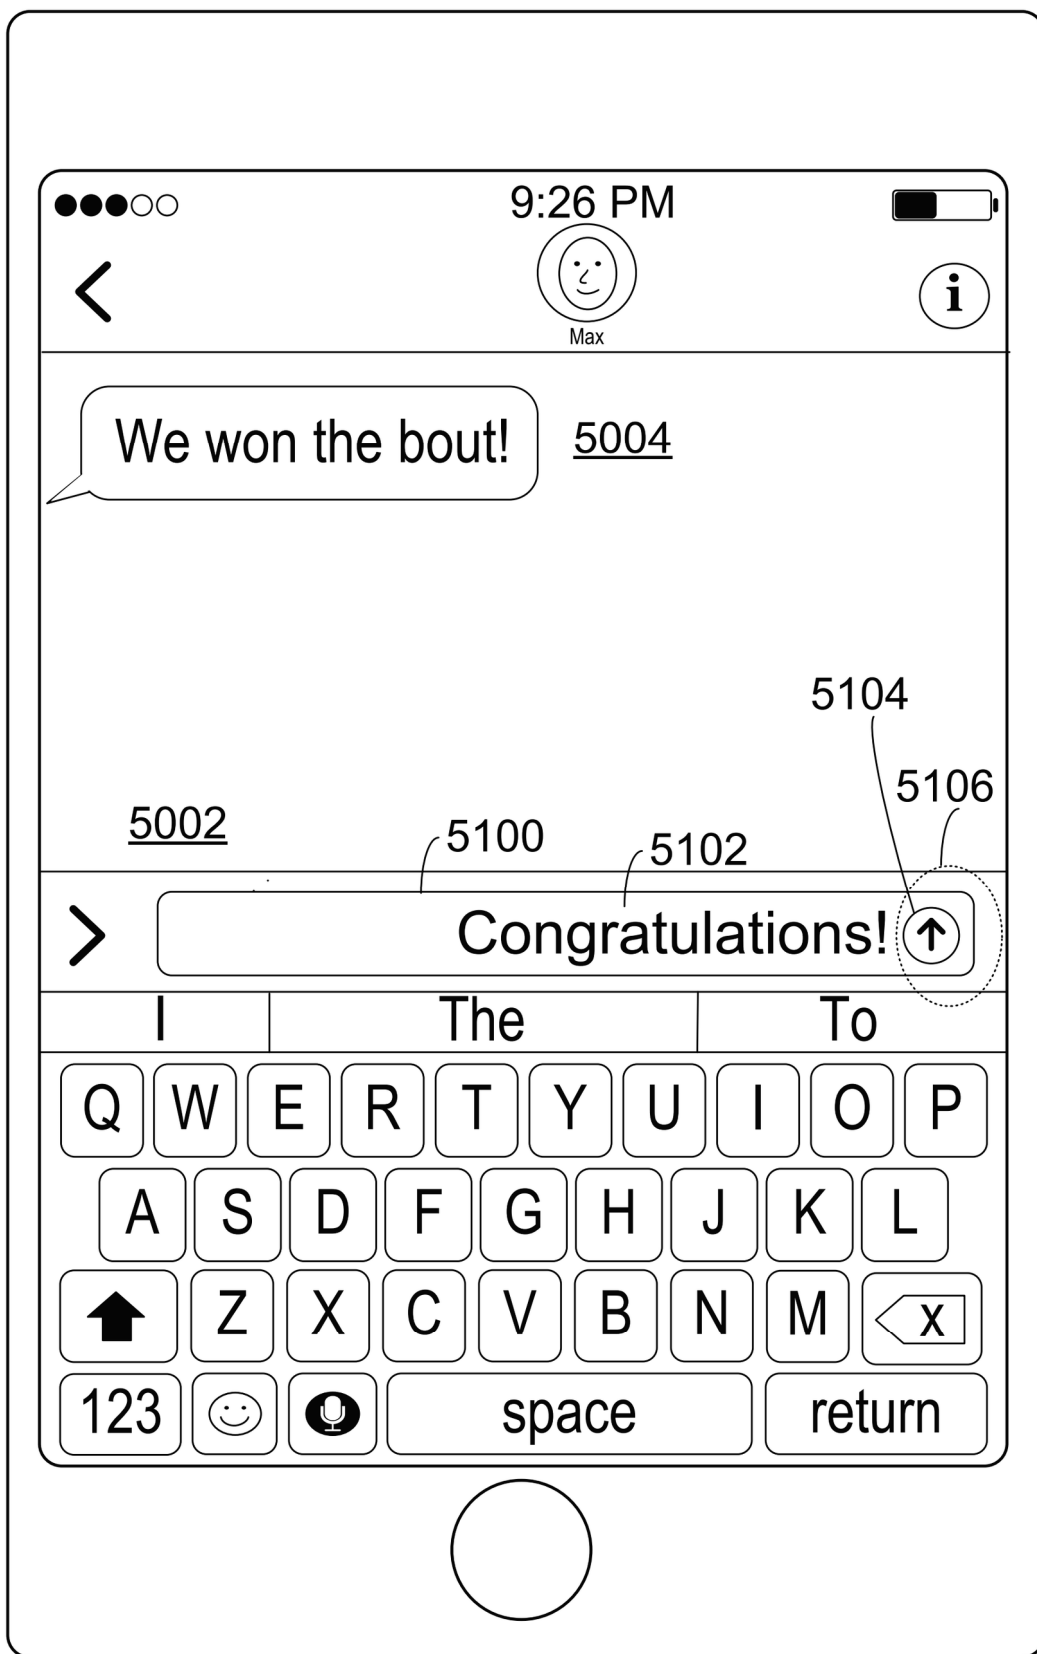 9:26 PM
i
Max
We won the bout! 5004
5104
5106
5002 5100 5102
Congratulations!
I The To
Q W E R T Y U I O P
A S D F G H J K L
Z X C V B N M X
123 space return